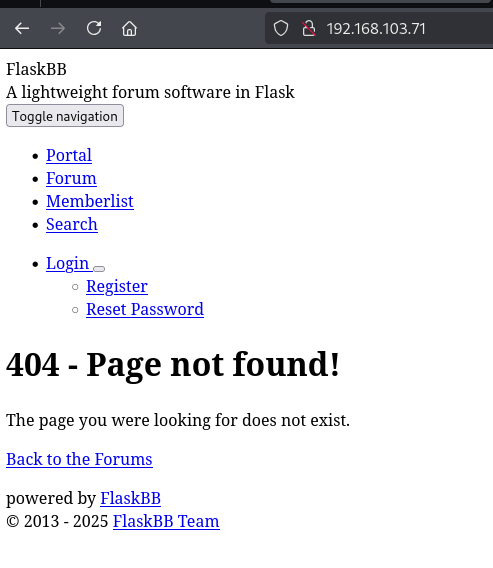 192.168.103.71
FlaskBB
A lightweight forum software in Flask
Toggle navigation
Portal
Forum
Memberlist
Search
Login
Register
Reset Password
404 - Page not found!
The page you were looking for does not exist.
Back to the Forums
powered by FlaskBB
© 2013 - 2025 FlaskBB Team